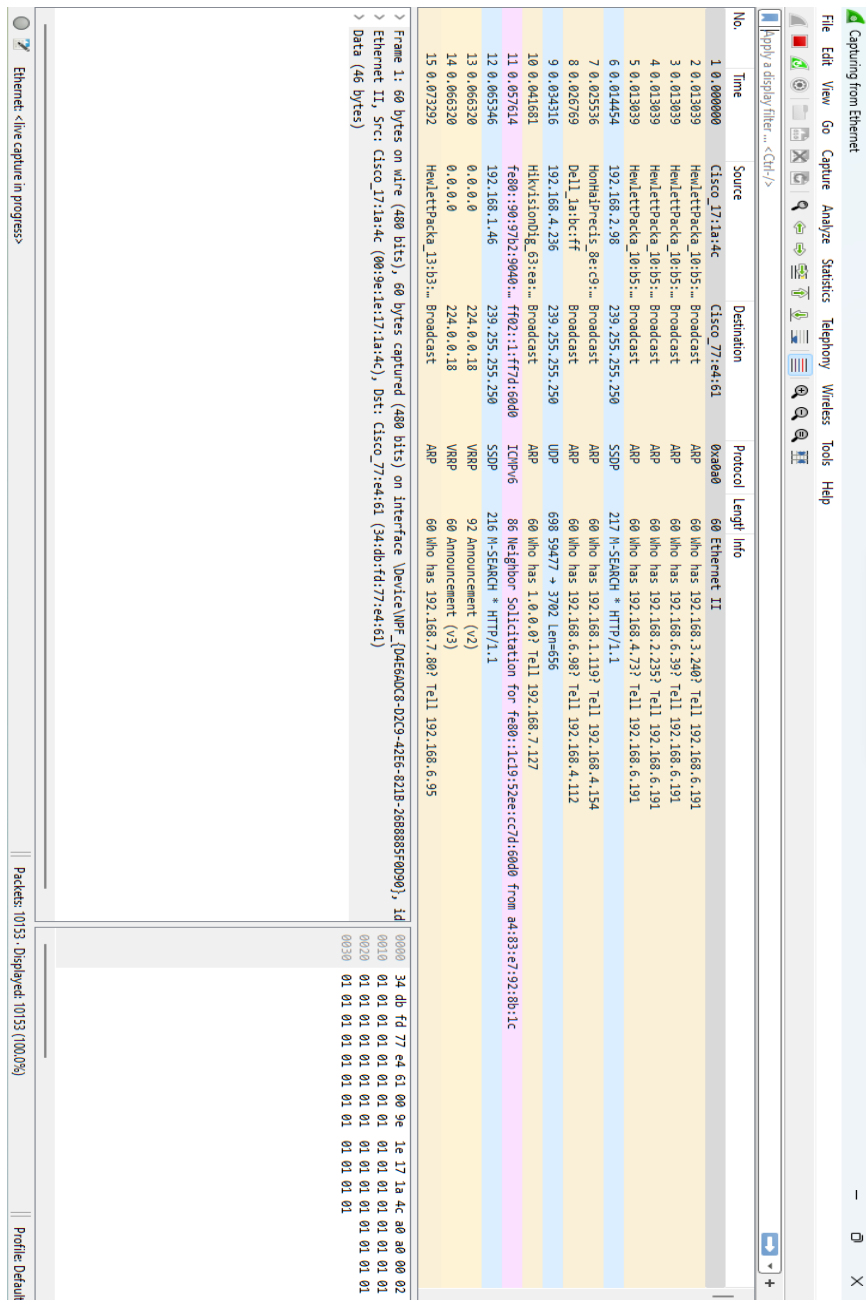 Capturing from Ethernet
File Edit View Go Capture Analyze Statistics Telephony Wireless Tools Help
Apply a display filter ... <Ctrl-/>
No. Time Source Destination Protocol Length Info
1 0.000000 Cisco_17:1a:4c Cisco_77:e4:61 0xa0a0 60 Ethernet II
2 0.013039 HewlettPacka_10:b5:… Broadcast ARP 60 Who has 192.168.3.240? Tell 192.168.6.191
3 0.013039 HewlettPacka_10:b5:… Broadcast ARP 60 Who has 192.168.6.39? Tell 192.168.6.191
4 0.013039 HewlettPacka_10:b5:… Broadcast ARP 60 Who has 192.168.2.235? Tell 192.168.6.191
5 0.013039 HewlettPacka_10:b5:… Broadcast ARP 60 Who has 192.168.4.73? Tell 192.168.6.191
6 0.014454 192.168.2.98 239.255.255.250 SSDP 217 M-SEARCH * HTTP/1.1
7 0.025536 HonHaiPrecis_8e:c9:… Broadcast ARP 60 Who has 192.168.1.119? Tell 192.168.4.154
8 0.026769 Dell_1a:bc:ff Broadcast ARP 60 Who has 192.168.6.98? Tell 192.168.4.112
9 0.034316 192.168.4.236 239.255.255.250 UDP 698 59477 → 3702 Len=656
10 0.041681 HikvisionDig_63:ea:… Broadcast ARP 60 Who has 1.0.0.0? Tell 192.168.7.127
11 0.057614 fe80::90:97b2:9040:… ff02::1:ff7d:60d0 ICMPv6 86 Neighbor Solicitation for fe80::1c19:52ee:cc7d:60d0 from a4:83:e7:92:8b:1c
12 0.065346 192.168.1.46 239.255.255.250 SSDP 216 M-SEARCH * HTTP/1.1
13 0.066320 0.0.0.0 224.0.0.18 VRRP 92 Announcement (v2)
14 0.066320 0.0.0.0 224.0.0.18 VRRP 60 Announcement (v3)
15 0.073292 HewlettPacka_13:b3:… Broadcast ARP 60 Who has 192.168.7.80? Tell 192.168.6.95
Frame 1: 60 bytes on wire (480 bits), 60 bytes captured (480 bits) on interface \Device\NPF_{D4E6ADC8-D2C9-42E6-821B-26B8885F0D90}, id
Ethernet II, Src: Cisco_17:1a:4c (00:9e:1e:17:1a:4c), Dst: Cisco_77:e4:61 (34:db:fd:77:e4:61)
Data (46 bytes)
0000 34 db fd 77 e4 61 00 9e 1e 17 1a 4c a0 a0 00 02
0010 01 01 01 01 01 01 01 01 01 01 01 01 01 01 01 01
0020 01 01 01 01 01 01 01 01 01 01 01 01 01 01 01 01
0030 01 01 01 01 01 01 01 01 01 01 01 01
Ethernet: <live capture in progress>
Packets: 10153 · Displayed: 10153 (100.0%)
Profile: Default